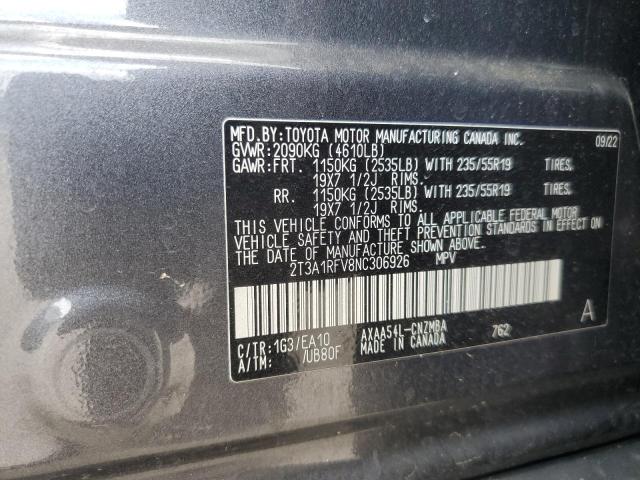 MFD.BY:TOYOTA MOTOR MANUFACTURING CANADA INC. 09/22
GVWR:2090KG (4610LB)
GAWR:FRT. 1150KG (2535LB) WITH 235/55R19 TIRES,
19X7 1/2J RIMS,
RR. 1150KG (2535LB) WITH 235/55R19 TIRES,
19X7 1/2J RIMS,
THIS VEHICLE CONFORMS TO ALL APPLICABLE FEDERAL MOTOR
VEHICLE SAFETY AND THEFT PREVENTION STANDARDS IN EFFECT ON
THE DATE OF MANUFACTURE SHOWN ABOVE.
2T3A1RFV8NC306926 MPV
A
C/TR:1G3/EA10 AXAA54L-CNZMBA 762
A/TM: /UB80F MADE IN CANADA